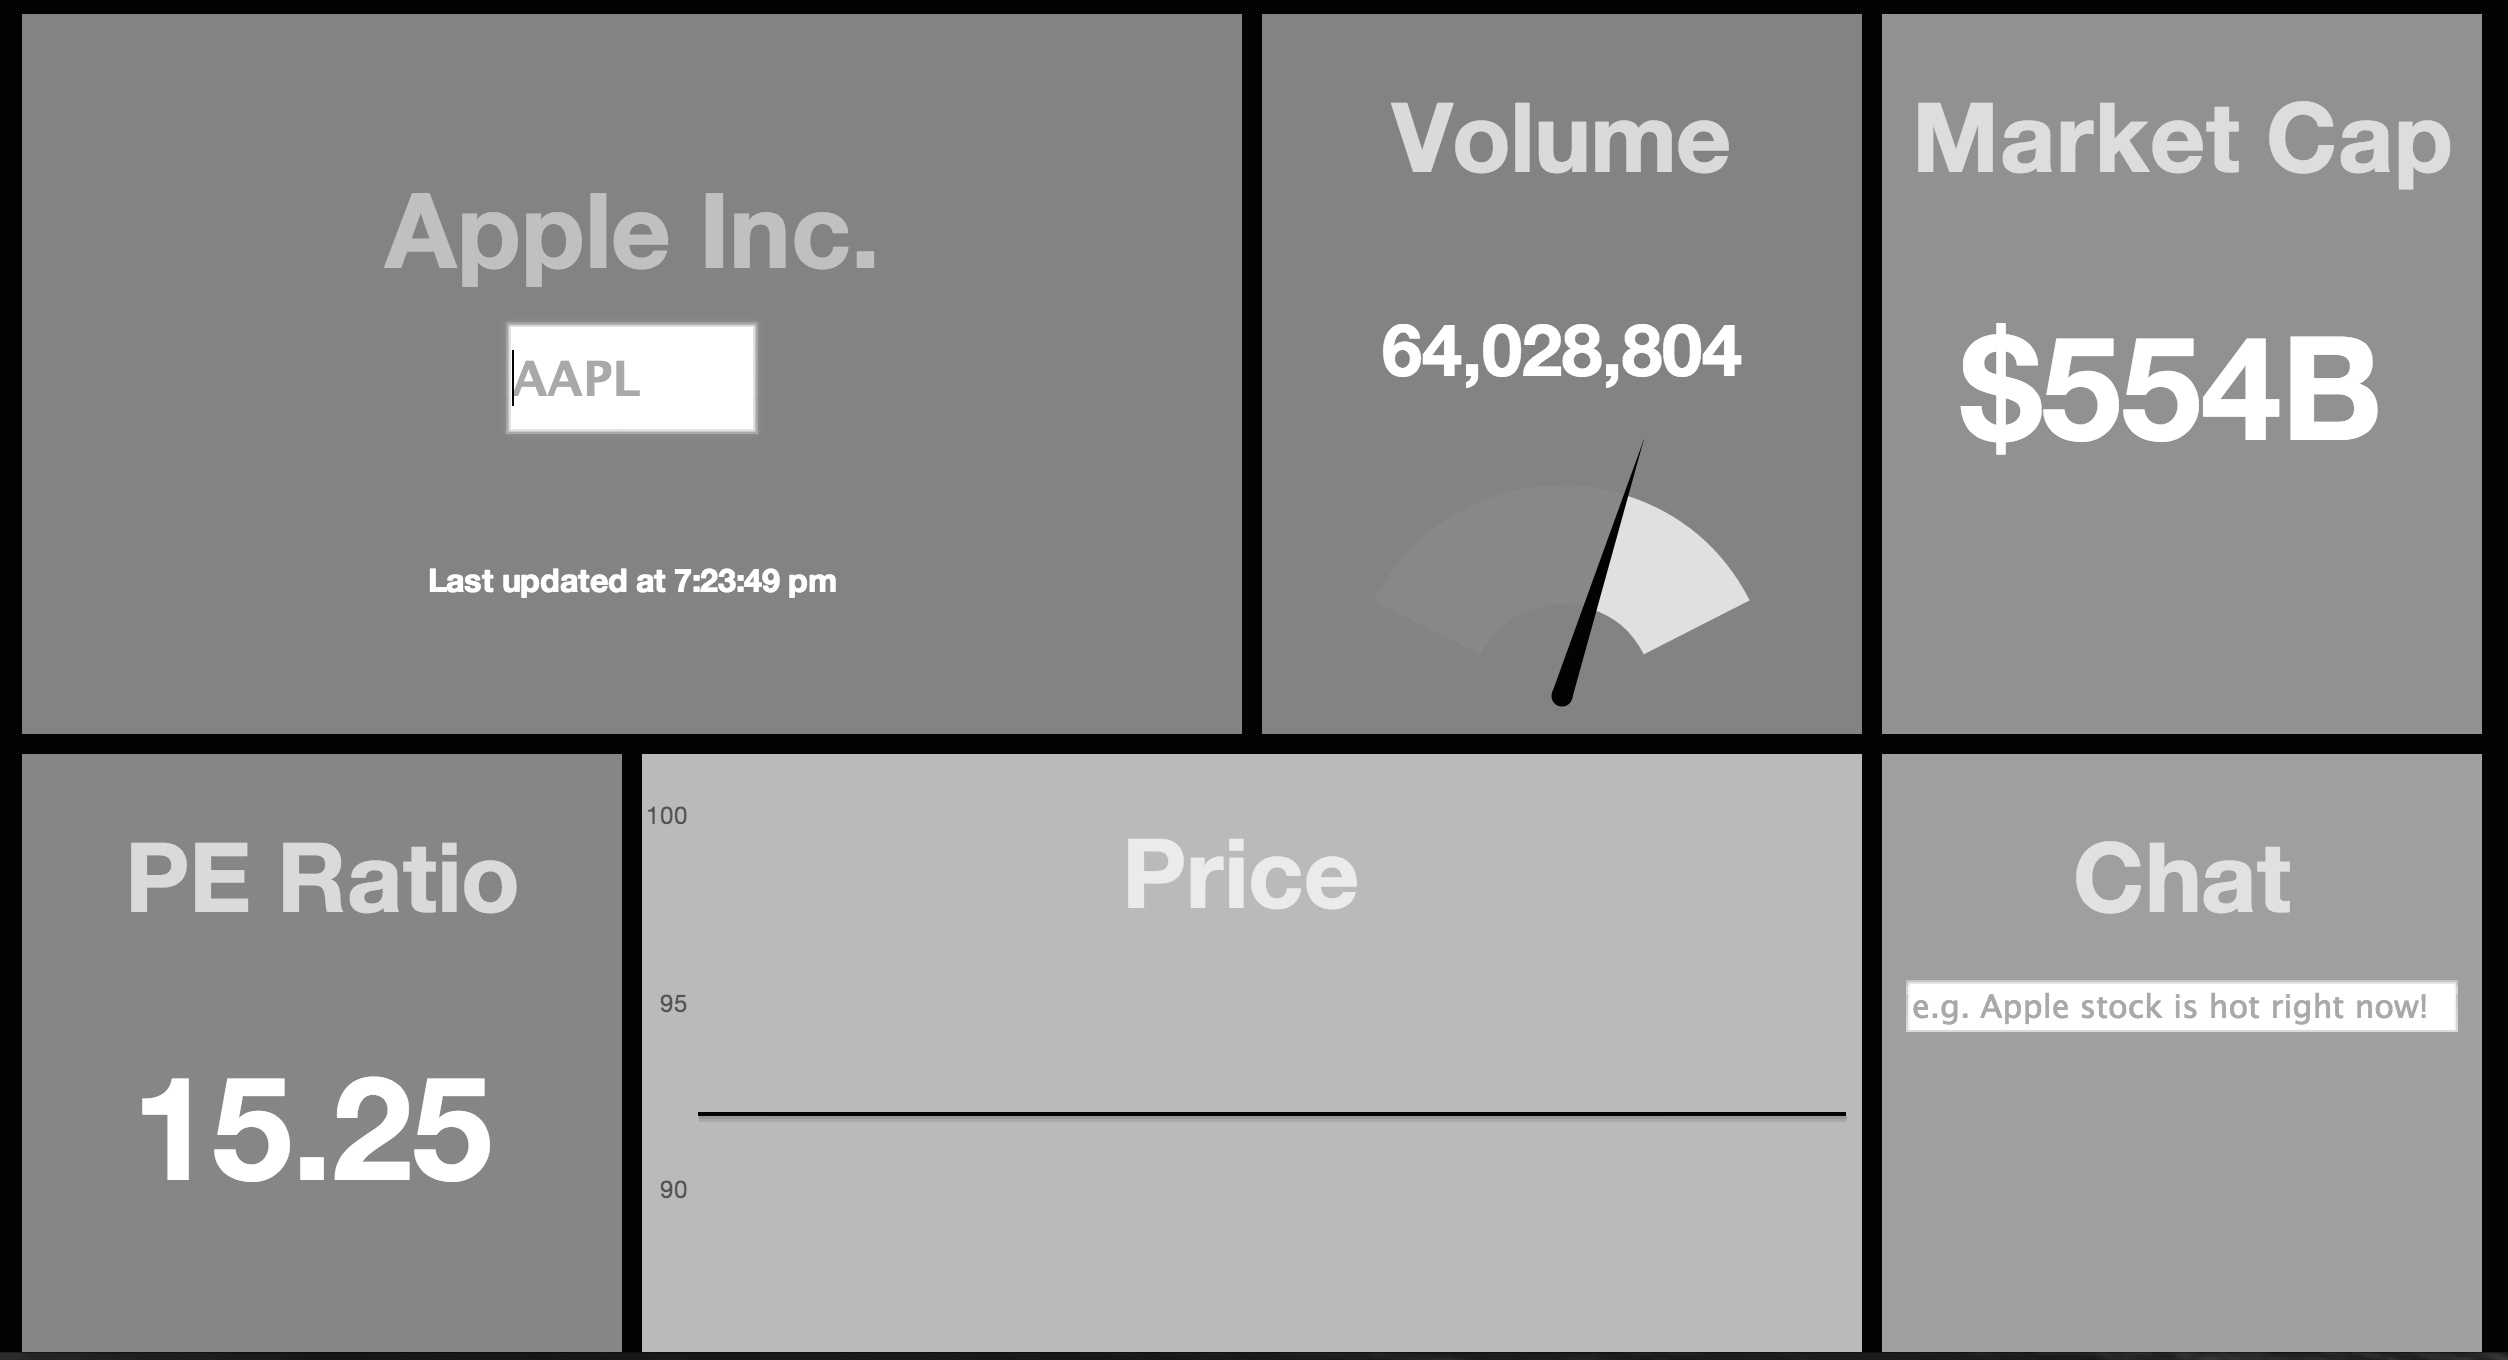 Apple Inc.
AAPL
Last updated at 7:23:49 pm
Volume
64,028,804
Market Cap
$554B
PE Ratio
15.25
Price
100
95
90
Chat
e.g. Apple stock is hot right now!